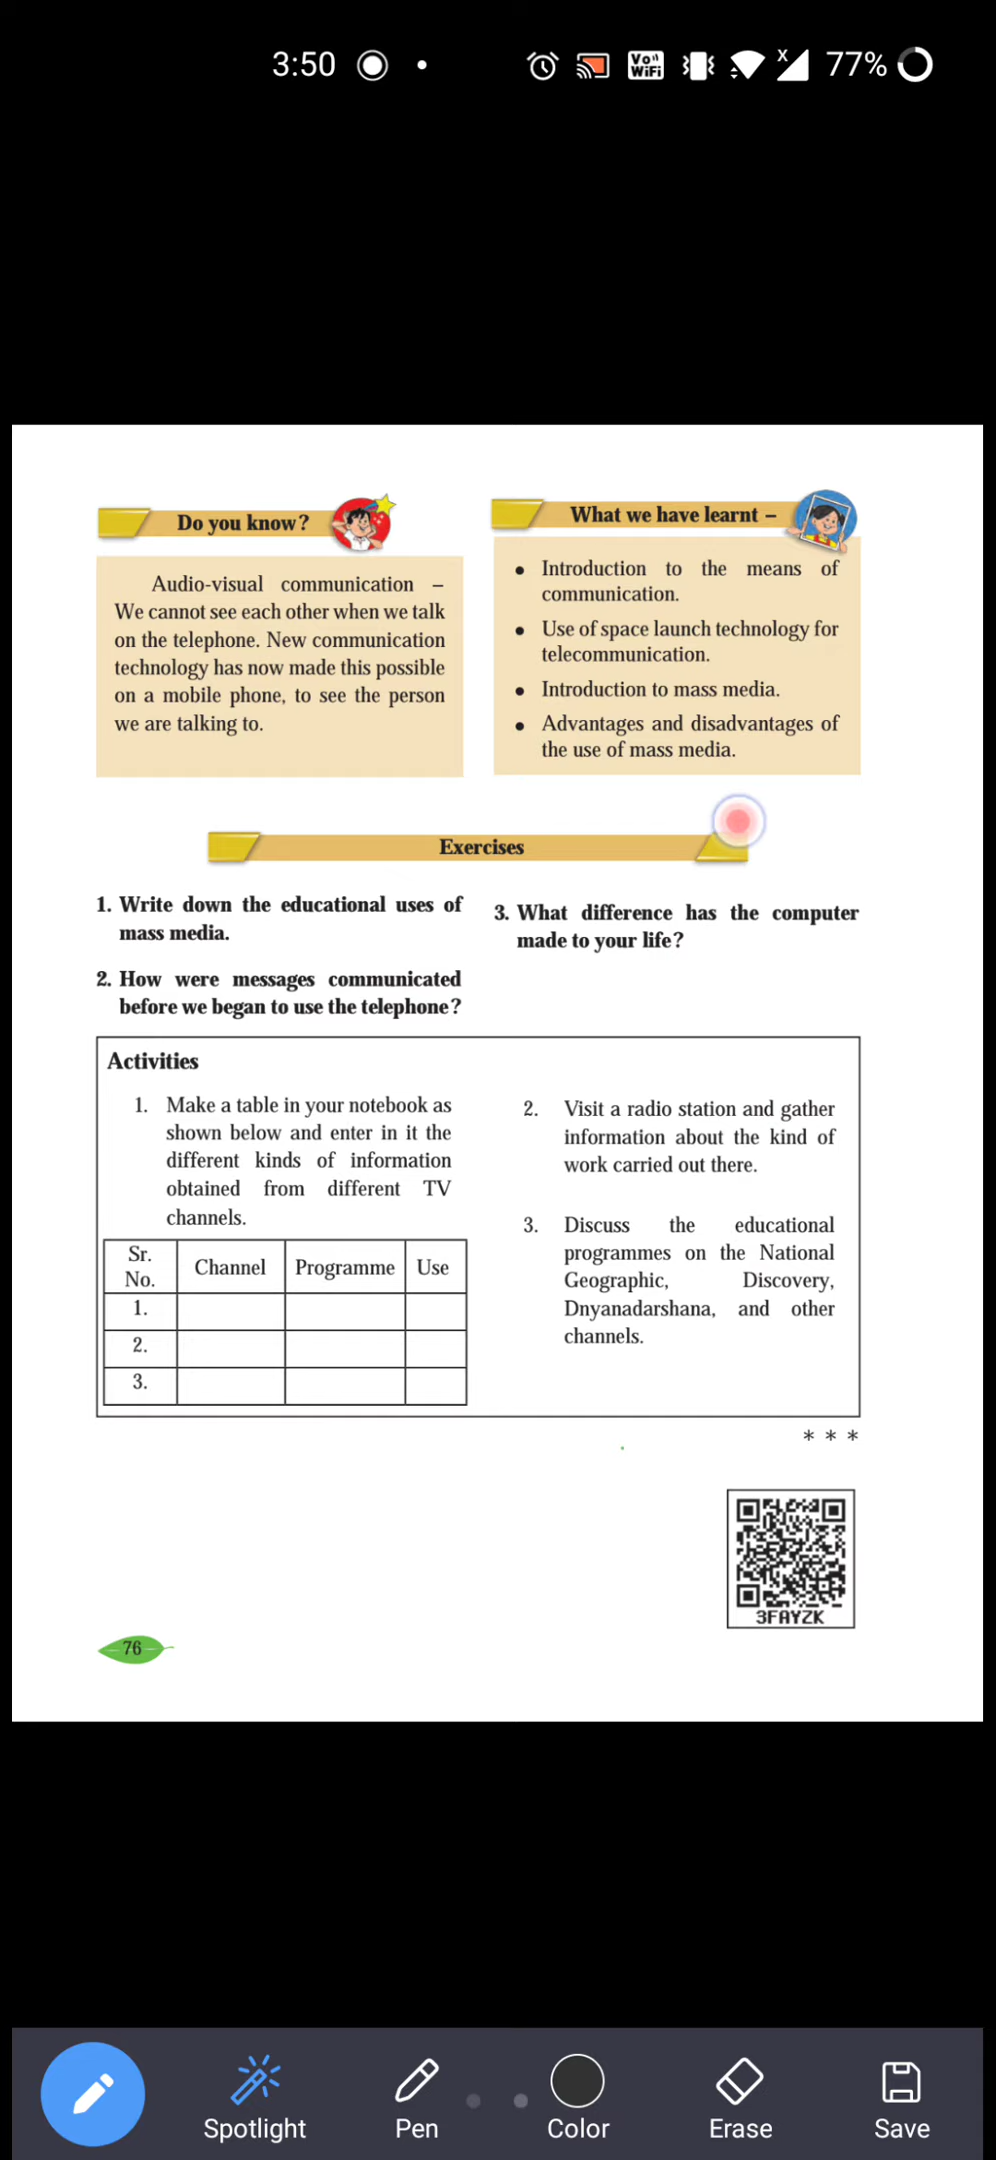 3:50
Vo)) WiFi
x
77%
Do you know?
Audio-visual communication –
We cannot see each other when we talk
on the telephone. New communication
technology has now made this possible
on a mobile phone, to see the person
we are talking to.
What we have learnt –
• Introduction to the means of
communication.
• Use of space launch technology for
telecommunication.
• Introduction to mass media.
• Advantages and disadvantages of
the use of mass media.
Exercises
1. Write down the educational uses of
mass media.
2. How were messages communicated
before we began to use the telephone?
3. What difference has the computer
made to your life?
Activities
1. Make a table in your notebook as
shown below and enter in it the
different kinds of information
obtained from different TV
channels.
Sr. No. Channel Programme Use
1.
2.
3.
2. Visit a radio station and gather
information about the kind of
work carried out there.
3. Discuss the educational
programmes on the National
Geographic, Discovery,
Dnyanadarshana, and other
channels.
* * *
3FAYZK
76
Spotlight Pen Color Erase Save